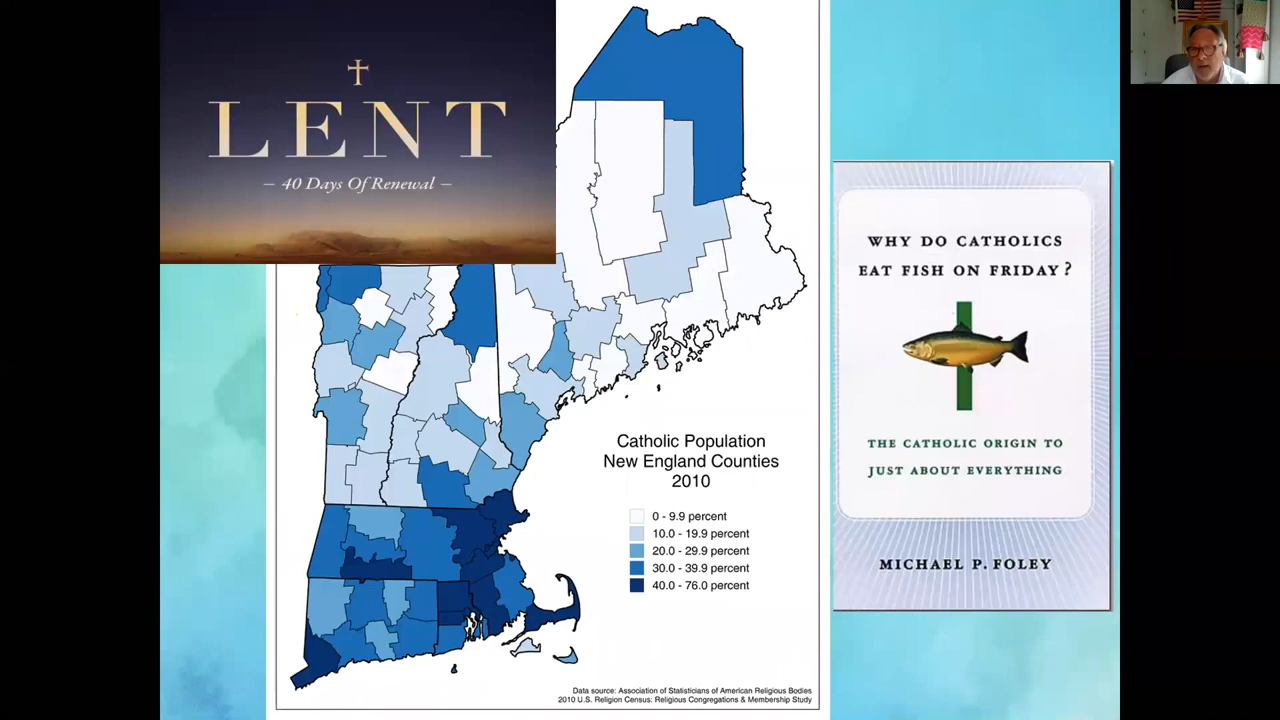 LENT
– 40 Days Of Renewal –
Catholic Population
New England Counties
2010
0 - 9.9 percent
10.0 - 19.9 percent
20.0 - 29.9 percent
30.0 - 39.9 percent
40.0 - 76.0 percent
Data source: Association of Statisticians of American Religious Bodies
2010 U.S. Religion Census: Religious Congregations & Membership Study
WHY DO CATHOLICS
EAT FISH ON FRIDAY?
THE CATHOLIC ORIGIN TO
JUST ABOUT EVERYTHING
MICHAEL P. FOLEY